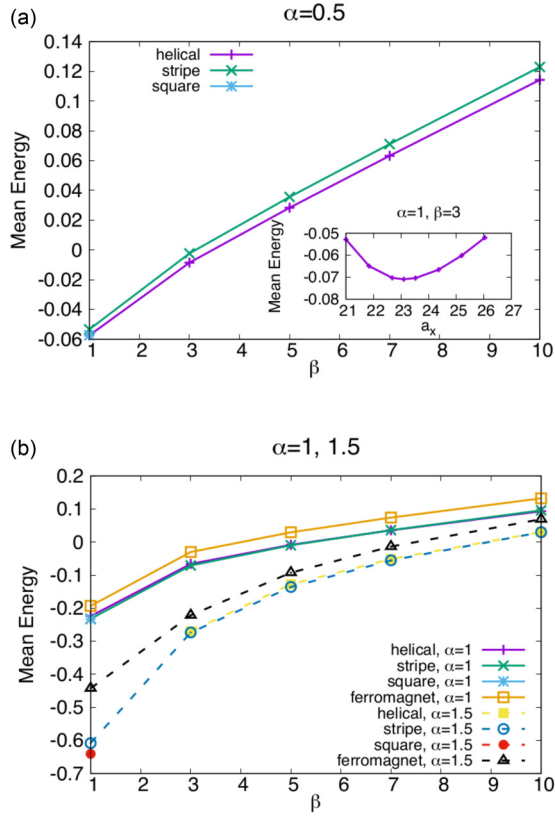 (a)
α=0.5
helical
stripe
square
0.14
0.12
0.1
0.08
0.06
0.04
0.02
0
-0.02
-0.04
-0.06
Mean Energy
1 2 3 4 5 6 7 8 9 10
β
α=1, β=3
Mean Energy
-0.05
-0.06
-0.07
-0.08
21 22 23 24 25 26 27
a_x
(b)
α=1, 1.5
0.2
0.1
0
-0.1
-0.2
-0.3
-0.4
-0.5
-0.6
-0.7
Mean Energy
helical, α=1
stripe, α=1
square, α=1
ferromagnet, α=1
helical, α=1.5
stripe, α=1.5
square, α=1.5
ferromagnet, α=1.5
1 2 3 4 5 6 7 8 9 10
β